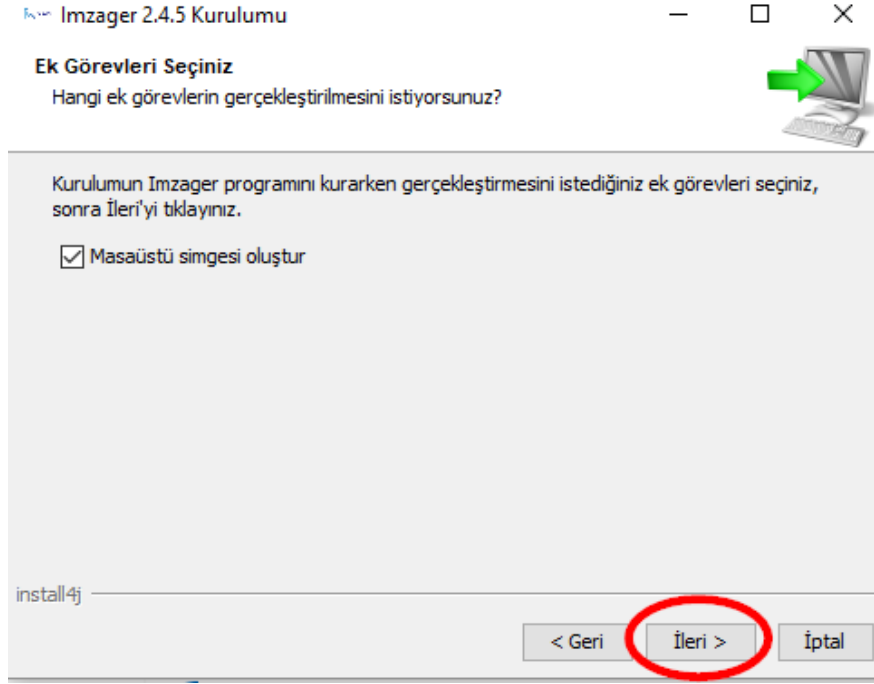 Imzager 2.4.5 Kurulumu
Ek Görevleri Seçiniz
Hangi ek görevlerin gerçekleştirilmesini istiyorsunuz?
Kurulumun Imzager programını kurarken gerçekleştirmesini istediğiniz ek görevleri seçiniz,
sonra İleri'yi tıklayınız.
Masaüstü simgesi oluştur
install4j
< Geri İleri > İptal